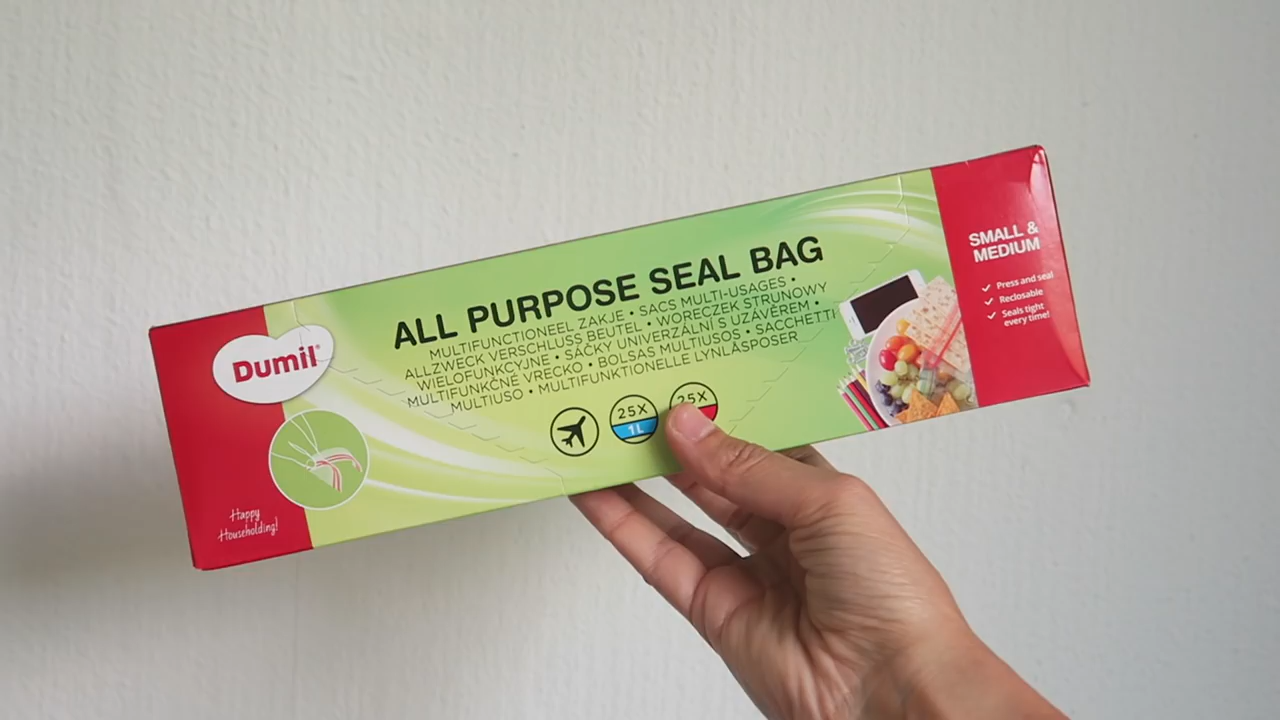 ALL PURPOSE SEAL BAG
MULTIFUNCTIONEEL ZAKJE • SACS MULTI-USAGES •
ALLZWECK VERSCHLUSS BEUTEL • WORECZEK STRUNOWY
WIELOFUNKCYJNE • SÁČKY UNIVERZÁLNÍ S UZÁVĚREM •
MULTIFUNKČNÉ VRECKO • BOLSAS MULTIUSOS • SACCHETTI
MULTIUSO • MULTIFUNKTIONELLE LYNLÅSPOSER
Dumil®
25X
1L
25X
Happy
Householding!
SMALL &
MEDIUM
Press and seal
Reclosable
Seals tight
every time!